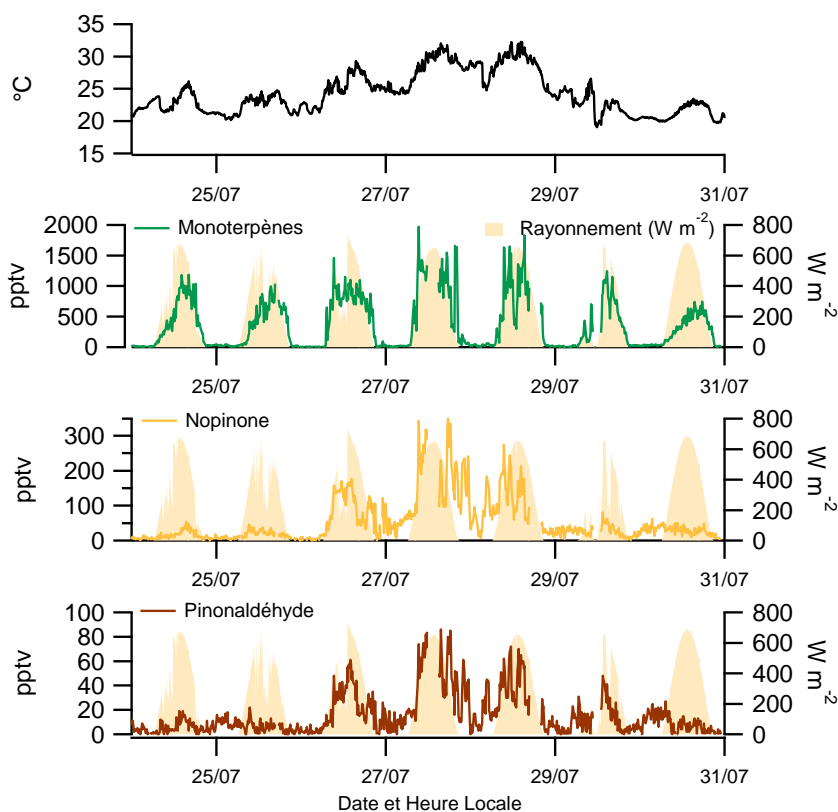 35
30
25
20
15
°C
25/07 27/07 29/07 31/07
Monoterpènes
Rayonnement (W m-2)
2000
1500
1000
500
0
pptv
800
600
400
200
0
W m-2
25/07 27/07 29/07 31/07
Nopinone
300
200
100
0
pptv
800
600
400
200
0
W m-2
25/07 27/07 29/07 31/07
Pinonaldéhyde
100
80
60
40
20
0
pptv
800
600
400
200
0
W m-2
25/07 27/07 29/07 31/07
Date et Heure Locale